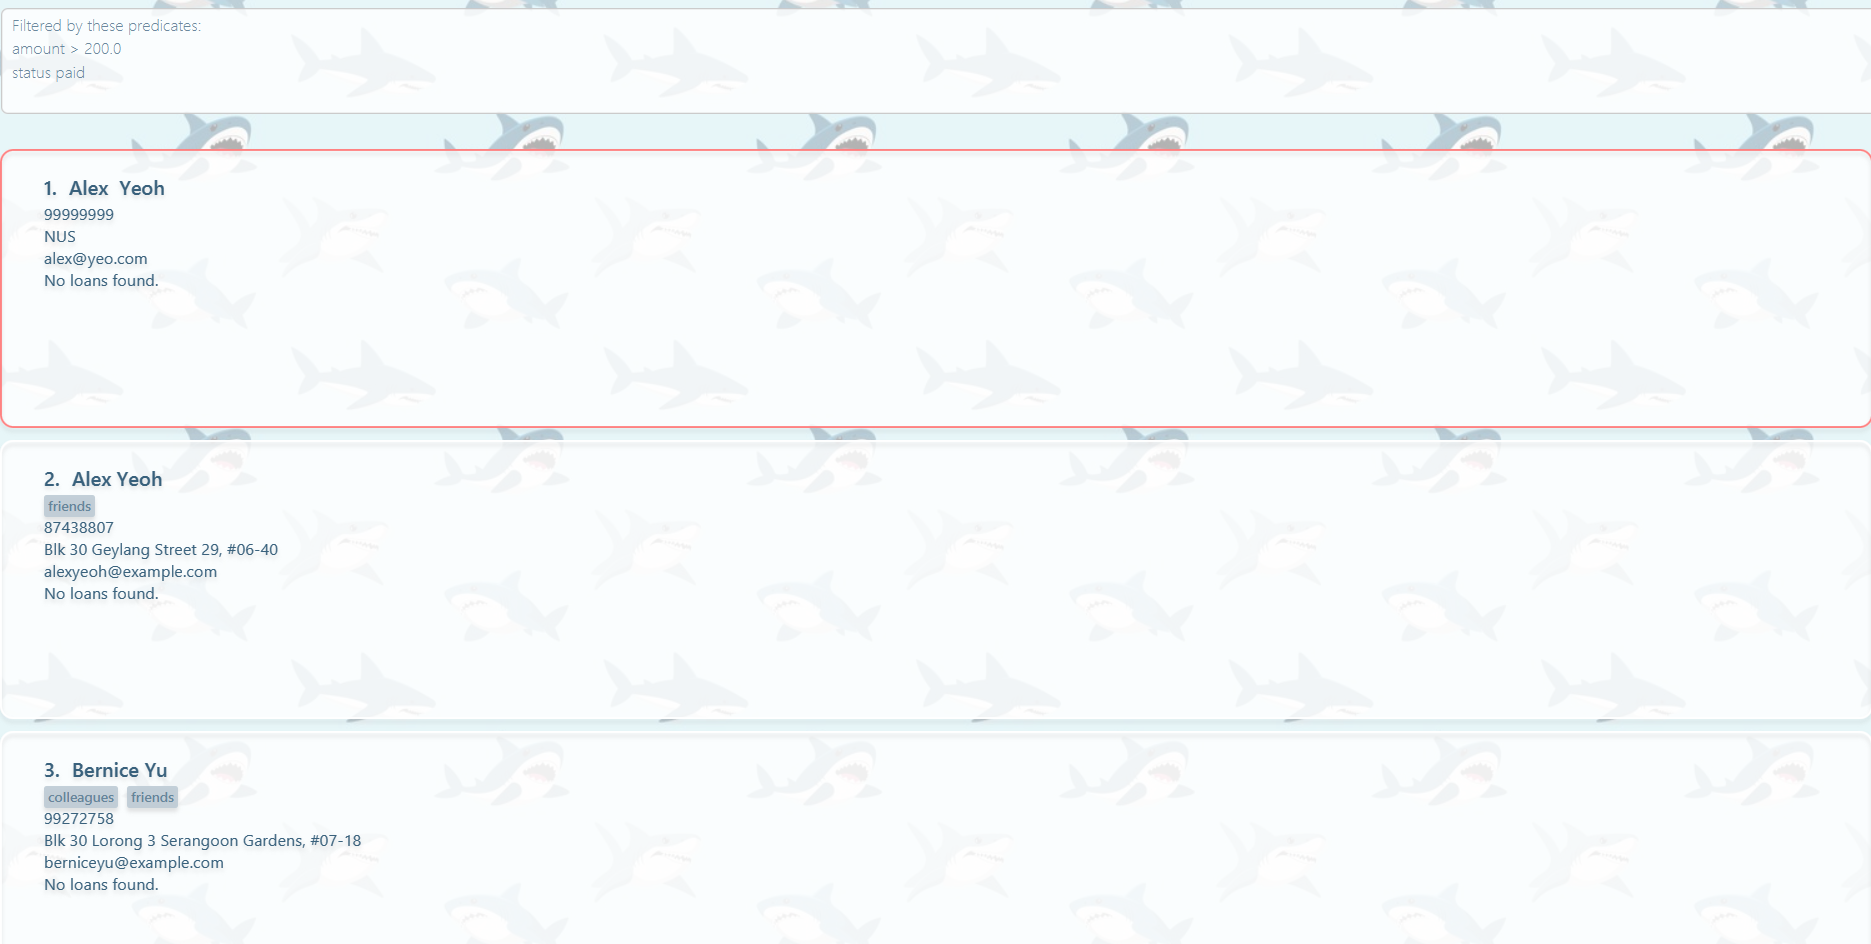 Filtered by these predicates:
amount > 200.0
status paid
1.  Alex  Yeoh
99999999
NUS
alex@yeo.com
No loans found.
2.  Alex Yeoh
friends
87438807
Blk 30 Geylang Street 29, #06-40
alexyeoh@example.com
No loans found.
3.  Bernice Yu
colleagues friends
99272758
Blk 30 Lorong 3 Serangoon Gardens, #07-18
berniceyu@example.com
No loans found.